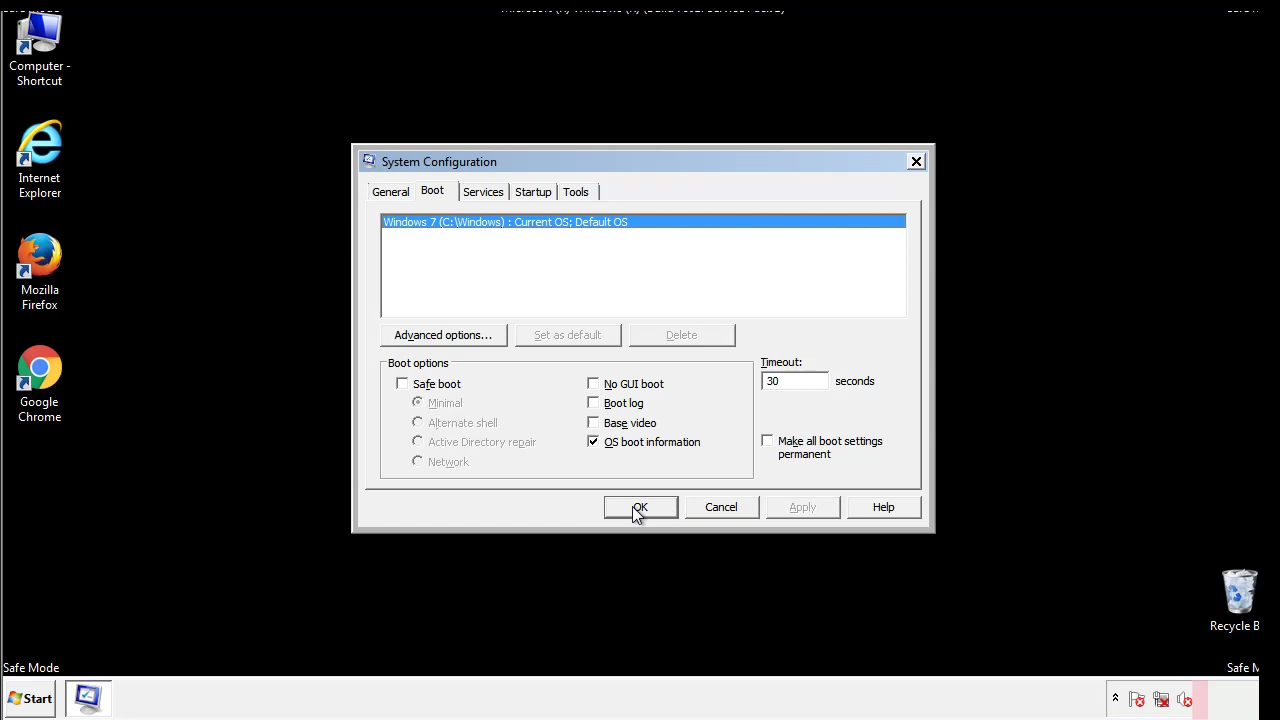 Computer -
Shortcut
Internet
Explorer
Mozilla
Firefox
Google
Chrome
System Configuration
General Boot Services Startup Tools
Windows 7 (C:\Windows) : Current OS; Default OS
Advanced options... Set as default Delete
Boot options
Safe boot
Minimal
Alternate shell
Active Directory repair
Network
No GUI boot
Boot log
Base video
OS boot information
Timeout:
30 seconds
Make all boot settings
permanent
OK Cancel Apply Help
Recycle B
Safe Mode Safe M
Start